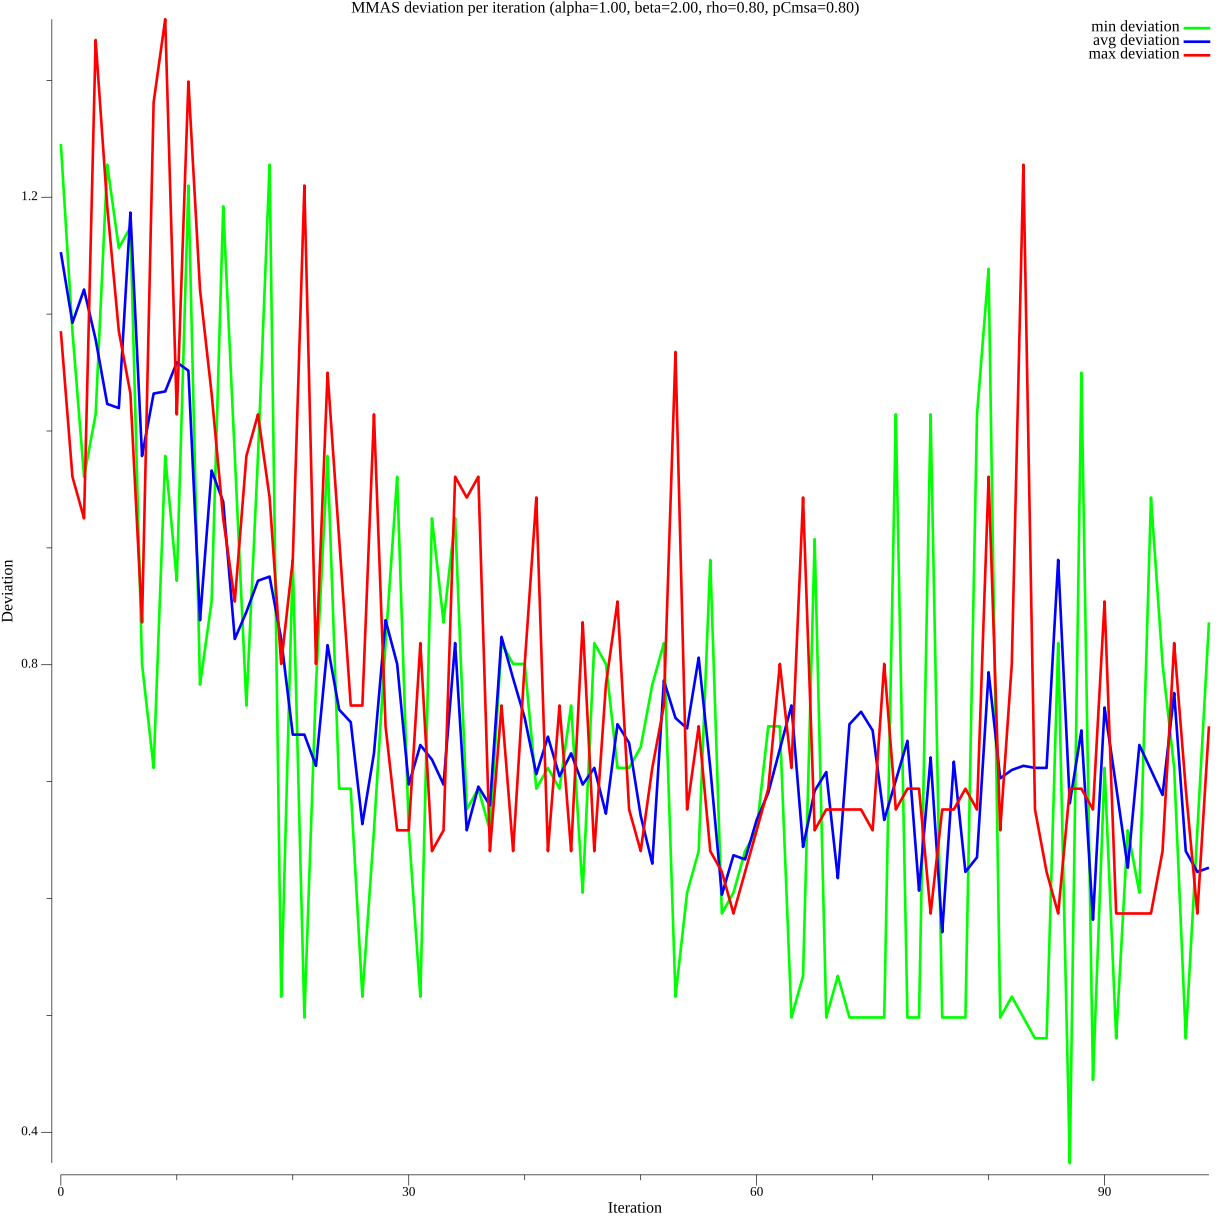 MMAS deviation per iteration (alpha=1.00, beta=2.00, rho=0.80, pCmsa=0.80)
min deviation
avg deviation
max deviation
1.2
0.8
0.4
Deviation
0
30
60
90
Iteration